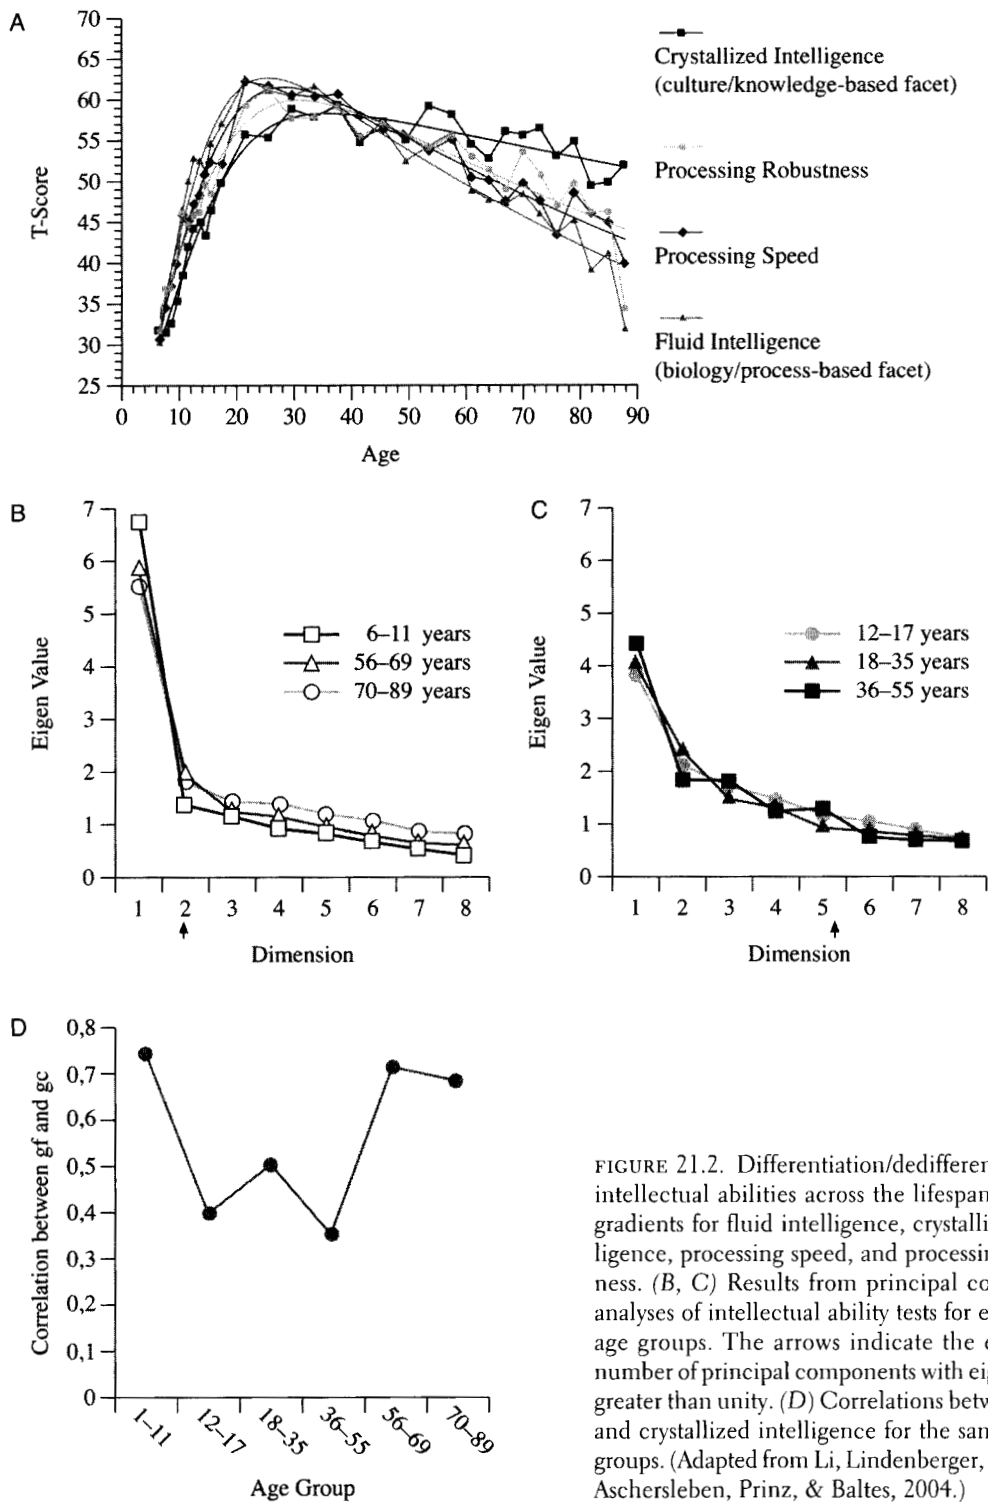 A
70
65
60
55
50
45
40
35
30
25
T-Score
0 10 20 30 40 50 60 70 80 90
Age
Crystallized Intelligence
(culture/knowledge-based facet)
Processing Robustness
Processing Speed
Fluid Intelligence
(biology/process-based facet)
B
7
6
5
4
3
2
1
0
Eigen Value
6–11 years
56–69 years
70–89 years
1 2 3 4 5 6 7 8
Dimension
C
7
6
5
4
3
2
1
0
Eigen Value
12–17 years
18–35 years
36–55 years
1 2 3 4 5 6 7 8
Dimension
D
0,8
0,7
0,6
0,5
0,4
0,3
0,2
0,1
0
Correlation between gf and gc
1–11 12–17 18–35 36–55 56–69 70–89
Age Group
FIGURE 21.2. Differentiation/dedifferen
intellectual abilities across the lifespan
gradients for fluid intelligence, crystalli
ligence, processing speed, and processin
ness. (B, C) Results from principal co
analyses of intellectual ability tests for e
age groups. The arrows indicate the e
number of principal components with eig
greater than unity. (D) Correlations betw
and crystallized intelligence for the san
groups. (Adapted from Li, Lindenberger,
Aschersleben, Prinz, & Baltes, 2004.)